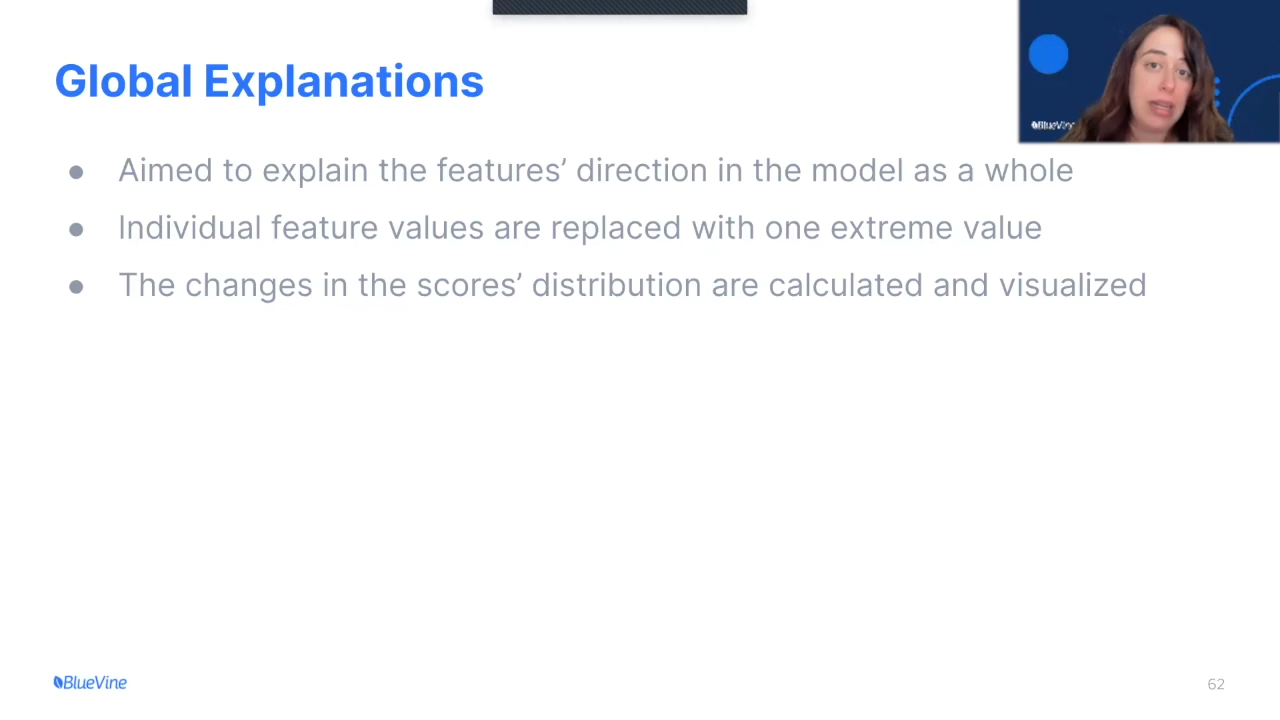 Global Explanations
BlueVine
● Aimed to explain the features’ direction in the model as a whole
● Individual feature values are replaced with one extreme value
● The changes in the scores’ distribution are calculated and visualized
BlueVine
62